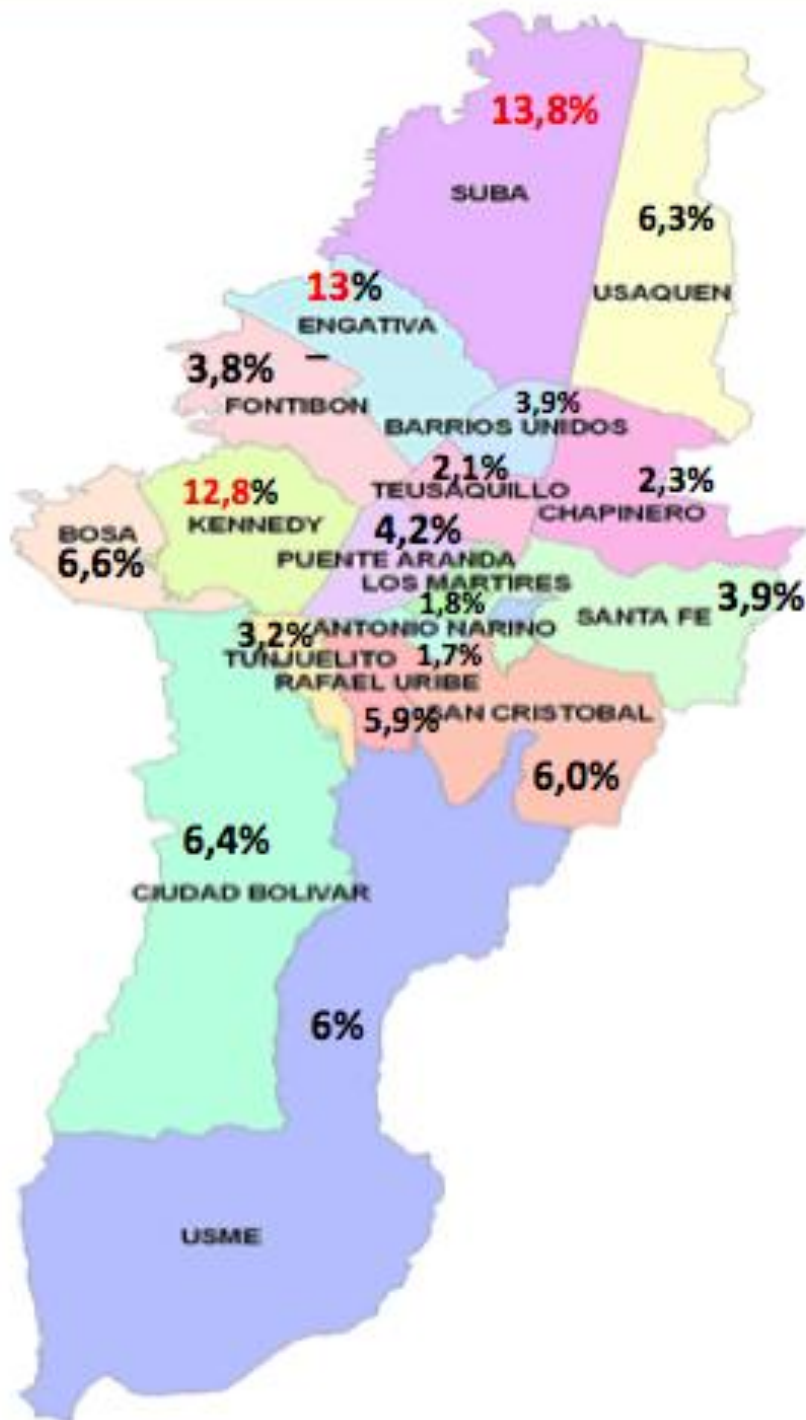 13,8%
SUBA
6,3%
USAQUEN
13%
ENGATIVA
–
3,8%
FONTIBON
3,9%
BARRIOS UNIDOS
2,1%
TEUSAQUILLO
2,3%
CHAPINERO
12,8%
KENNEDY
BOSA
6,6%
4,2%
PUENTE ARANDA
LOS MARTIRES
1,8%
SANTA FE
3,9%
ANTONIO NARINO
1,7%
3,2%
TUNJUELITO
RAFAEL URIBE
5,9%
SAN CRISTOBAL
6,0%
6,4%
CIUDAD BOLIVAR
6%
USME